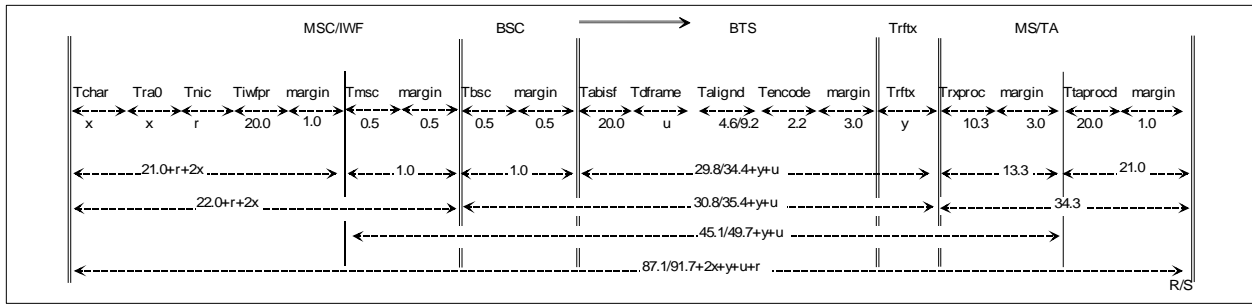 MSC/IWF BSC BTS Trftx MS/TA
Tchar Tra0 Tnic Tiwfpr margin Tmsc margin Tbsc margin Tabisf Tdframe Talignd Tencode margin Trftx Trxproc margin Ttaprocd margin
x x r 20.0 1.0 0.5 0.5 0.5 0.5 20.0 u 4.6/9.2 2.2 3.0 y 10.3 3.0 20.0 1.0
21.0+r+2x 1.0 1.0 29.8/34.4+y+u 13.3 21.0
22.0+r+2x 30.8/35.4+y+u 34.3
45.1/49.7+y+u
87.1/91.7+2x+y+u+r
R/S